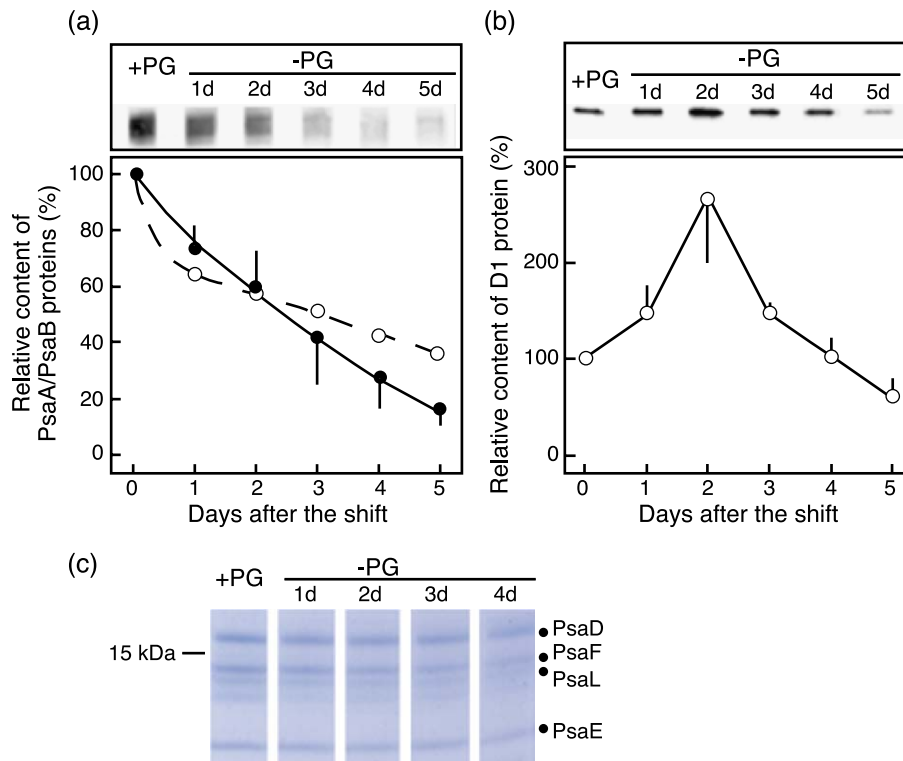 (a)
+PG
-PG
1d 2d 3d 4d 5d
Relative content of
PsaA/PsaB proteins (%)
100
80
60
40
20
0
0 1 2 3 4 5
Days after the shift
(b)
+PG
-PG
1d 2d 3d 4d 5d
Relative content of D1 protein (%)
300
200
100
0
0 1 2 3 4 5
Days after the shift
(c)
+PG
-PG
1d 2d 3d 4d
15 kDa
PsaD
PsaF
PsaL
PsaE